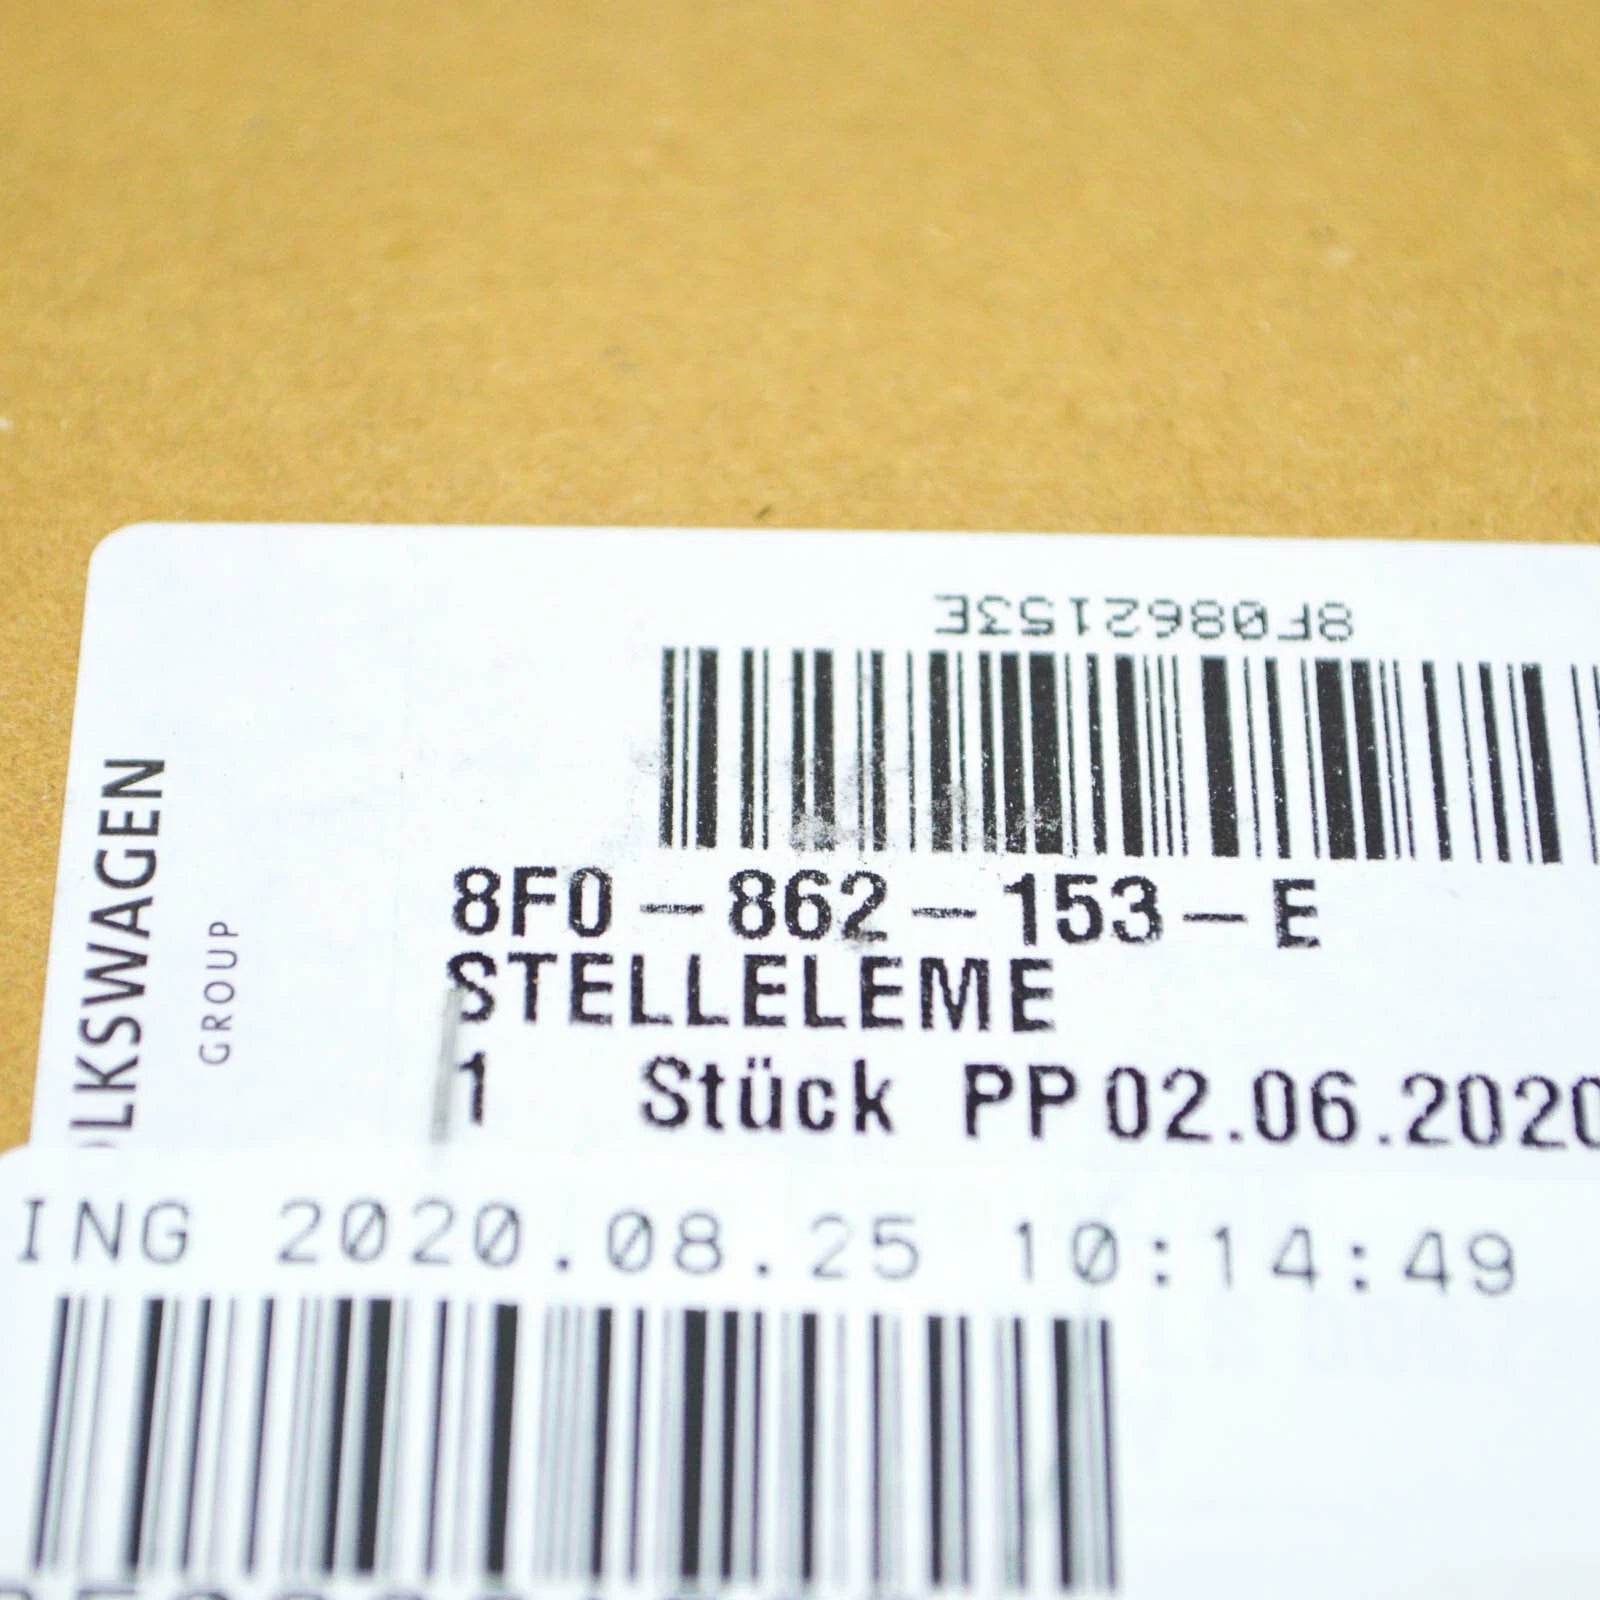 8F0862153E
8F0-862-153-E
STELLELEME
1 Stück PP 02.06.2020
GROUP
ING 2020.08.25 10:14:49